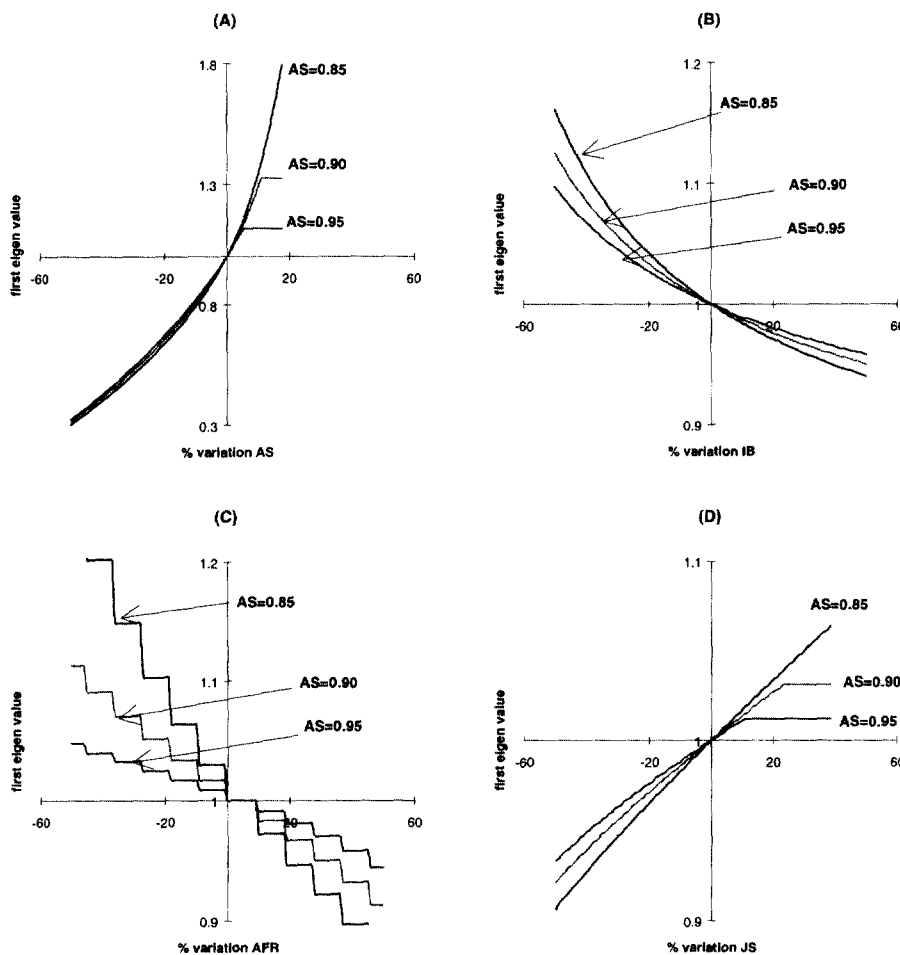 (A)
1.8
AS=0.85
AS=0.90
1.3
AS=0.95
first eigen value
-60
-20
20
60
0.8
0.3
% variation AS
(B)
1.2
AS=0.85
1.1
AS=0.90
AS=0.95
first eigen value
-60
-20
1
20
60
0.9
% variation IB
(C)
1.2
AS=0.85
1.1
AS=0.90
AS=0.95
first eigen value
-60
-20
1
20
60
0.9
% variation AFR
(D)
1.1
AS=0.85
AS=0.90
AS=0.95
first eigen value
-60
-20
1
20
60
0.9
% variation JS